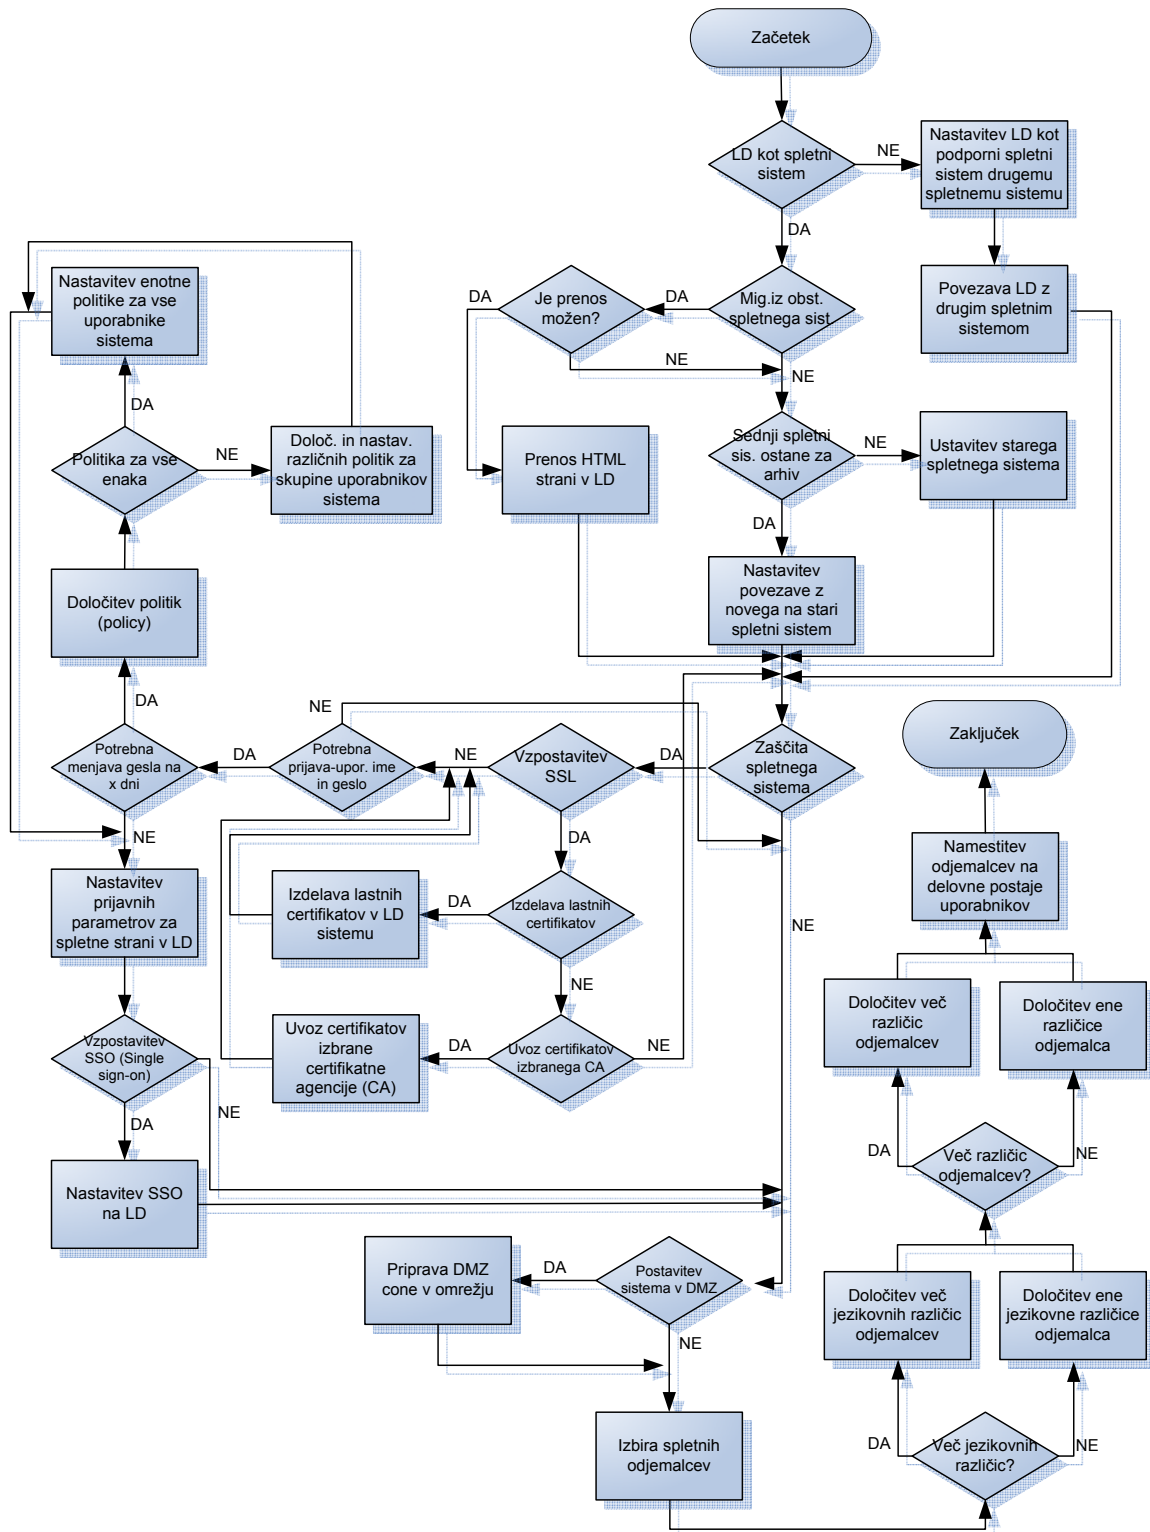 Začetek
LD kot spletni
sistem
NE
Nastavitev LD kot
podporni spletni
sistem drugemu
spletnemu sistemu
DA
Povezava LD z
drugim spletnim
sistemom
Mig.iz obst.
spletnega sist.
DA
Je prenos
možen?
DA
NE
NE
Prenos HTML
strani v LD
Sednji spletni
sis. ostane za
arhiv
NE
Ustavitev starega
spletnega sistema
DA
Nastavitev
povezave z
novega na stari
spletni sistem
Nastavitev enotne
politike za vse
uporabnike
sistema
DA
Politika za vse
enaka
NE
Določ. in nastav.
različnih politik za
skupine uporabnikov
sistema
Določitev politik
(policy)
DA
Potrebna
menjava gesla na
x dni
DA
Potrebna
prijava-upor. ime
in geslo
NE
NE
Vzpostavitev
SSL
DA
Zaščita
spletnega
sistema
NE
DA
NE
Nastavitev
prijavnih
parametrov za
spletne strani v LD
Izdelava lastnih
certifikatov v LD
sistemu
DA
Izdelava lastnih
certifikatov
NE
Uvoz certifikatov
izbrane
certifikatne
agencije (CA)
DA
Uvoz certifikatov
izbranega CA
NE
Vzpostavitev
SSO (Single
sign-on)
NE
DA
Nastavitev SSO
na LD
Priprava DMZ
cone v omrežju
DA
Postavitev
sistema v DMZ
NE
Izbira spletnih
odjemalcev
Zaključek
Namestitev
odjemalcev na
delovne postaje
uporabnikov
Določitev več
različic
odjemalcev
Določitev ene
različice
odjemalca
DA
Več različic
odjemalcev?
NE
Določitev več
jezikovnih različic
odjemalcev
Določitev ene
jezikovne različice
odjemalca
DA
Več jezikovnih
različic?
NE